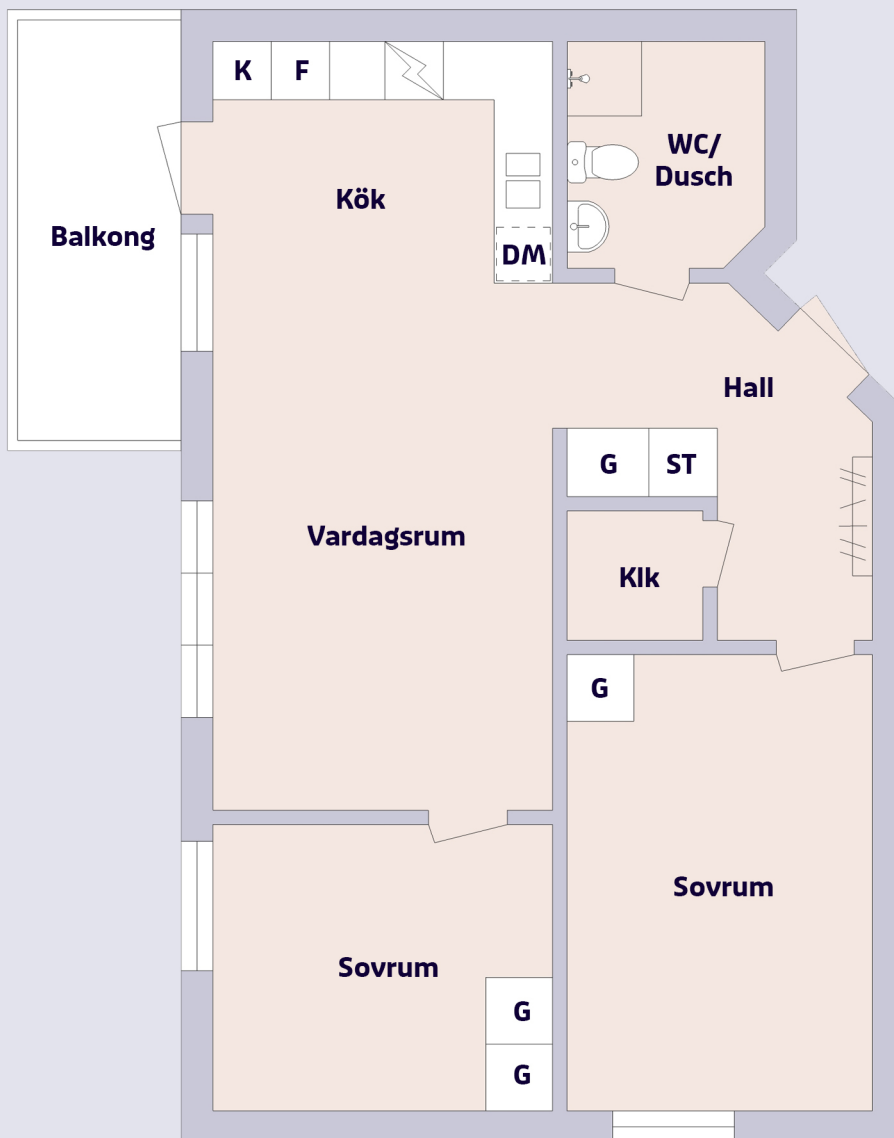 K
F
WC/
Dusch
Kök
Balkong
DM
Hall
G
ST
Vardagsrum
Klk
G
Sovrum
Sovrum
G
G